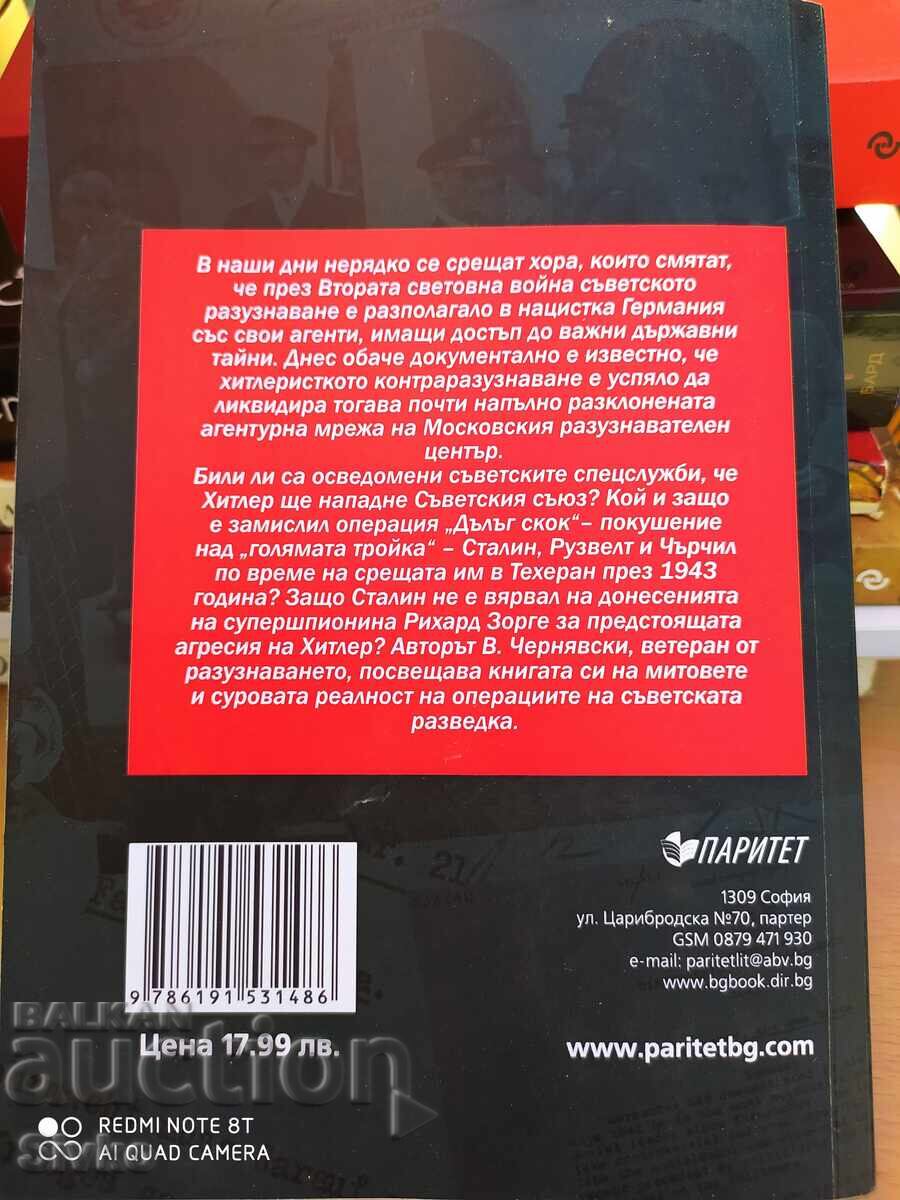 В наши дни нерядко се срещат хора, които смятат,
че през Втората световна война съветското
разузнаване е разполагало в нацистка Германия
със свои агенти, имащи достъп до важни държавни
тайни. Днес обаче документално е известно, че
хитлеристкото контраразузнаване е успяло да
ликвидира тогава почти напълно разклонената
агентурна мрежа на Московския разузнавателен
център.
Били ли са осведомени съветските спецслужби, че
Хитлер ще нападне Съветския съюз? Кой и защо
е замислил операция „Дълъг скок“– покушение
над „голямата тройка“ – Сталин, Рузвелт и Чърчил
по време на срещата им в Техеран през 1943
година? Защо Сталин не е вярвал на донесенията
на супершпионина Рихард Зорге за предстоящата
агресия на Хитлер? Авторът В. Чернявски, ветеран от
разузнаването, посвещава книгата си на митовете
и суровата реалност на операциите на съветската
разведка.
БАРД
ПАРИТЕТ
1309 София
ул. Царибродска №70, партер
GSM 0879 471 930
e-mail: paritetlit@abv.bg
www.bgbook.dir.bg
9 786191 531486
Цена 17.99 лв.
www.paritetbg.com
BALKAN
auction
REDMI NOTE 8T
AI QUAD CAMERA